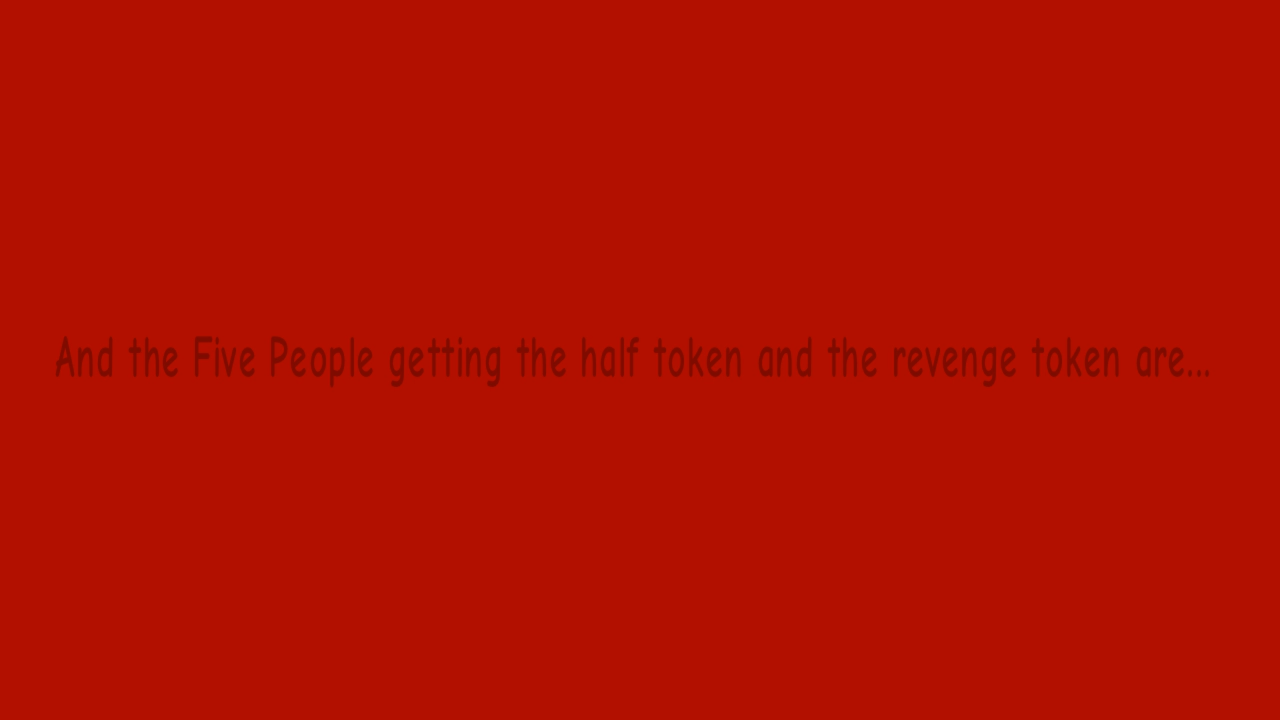 And the Five People getting the half token and the revenge token are...